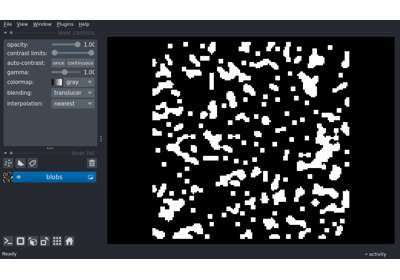 File View Window Plugins Help
layer controls
opacity: 1.00
contrast limits:
auto-contrast: once continuous
gamma: 1.00
colormap: gray
blending: translucen
interpolation: nearest
layer list
blobs
Ready
activity